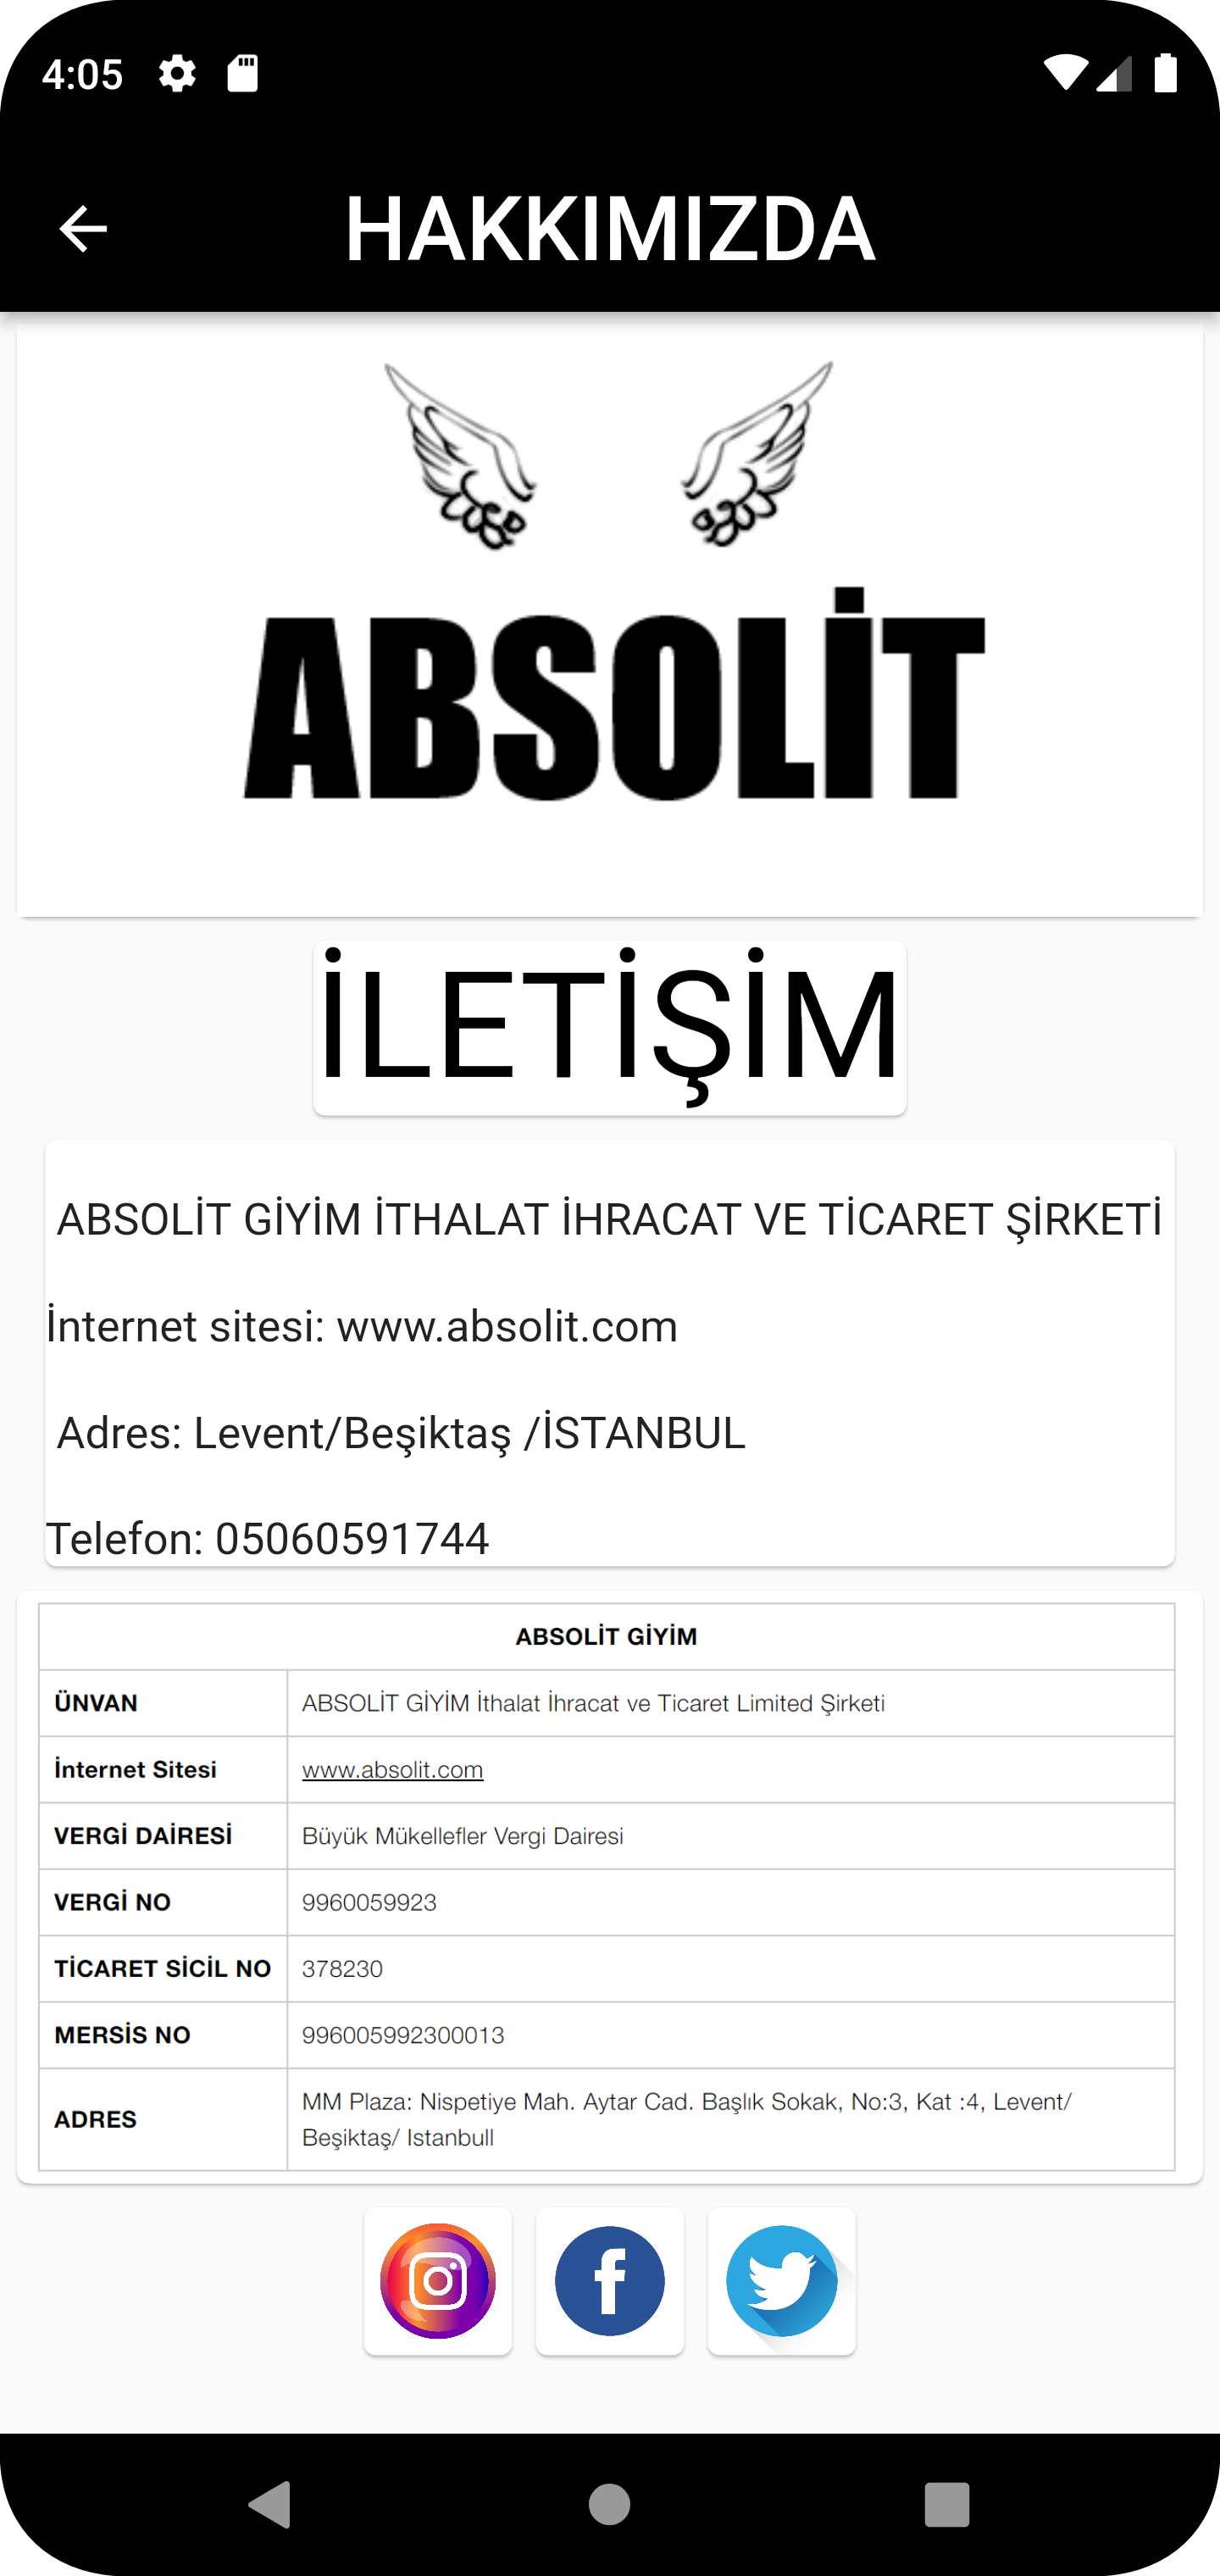 4:05
HAKKIMIZDA
ABSOLİT
İLETİŞİM
ABSOLİT GİYİM İTHALAT İHRACAT VE TİCARET ŞİRKETİ
İnternet sitesi: www.absolit.com
Adres: Levent/Beşiktaş /İSTANBUL
Telefon: 05060591744
ABSOLİT GİYİM
ÜNVAN ABSOLİT GİYİM İthalat İhracat ve Ticaret Limited Şirketi
İnternet Sitesi www.absolit.com
VERGİ DAİRESİ Büyük Mükellefler Vergi Dairesi
VERGİ NO 9960059923
TİCARET SİCİL NO 378230
MERSİS NO 996005992300013
ADRES MM Plaza: Nispetiye Mah. Aytar Cad. Başlık Sokak, No:3, Kat :4, Levent/
Beşiktaş/ Istanbull